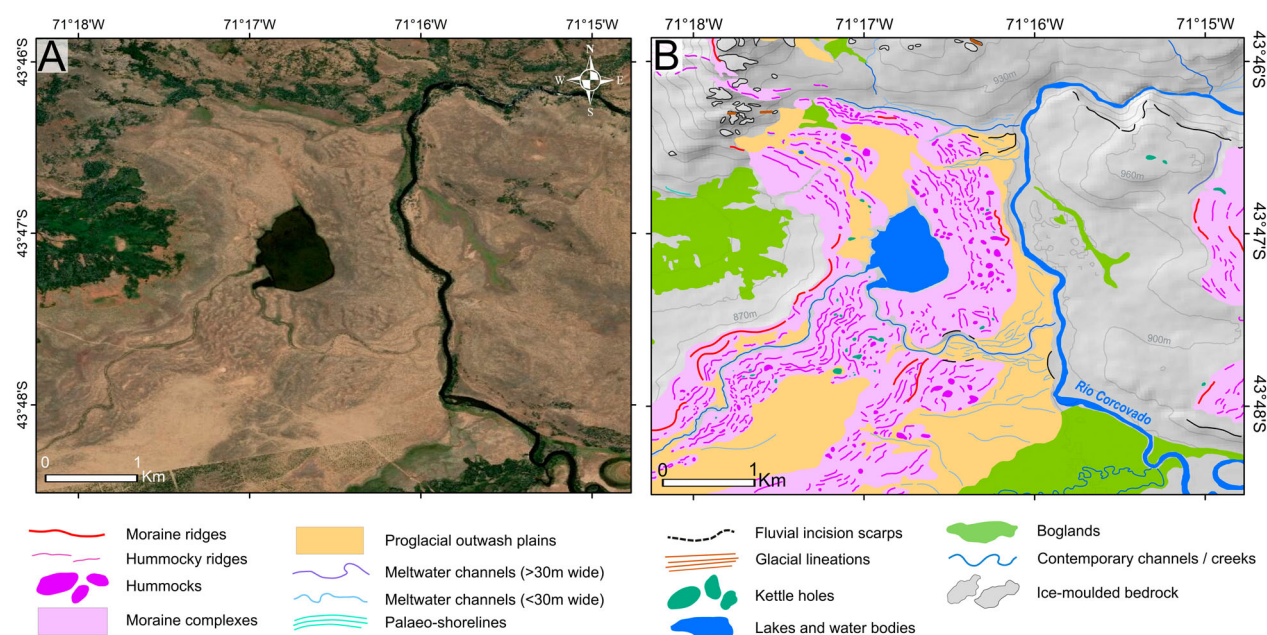 71°18'W 71°17'W 71°16'W 71°15'W 71°18'W 71°17'W 71°16'W 71°15'W
A
N
W E
S
B
43°46'S
43°46'S
930m
960m
43°47'S
43°47'S
870m
900m
43°48'S
43°48'S
Rio Corcovado
0 1
Km
0 1
Km
Moraine ridges
Hummocky ridges
Hummocks
Moraine complexes
Proglacial outwash plains
Meltwater channels (>30m wide)
Meltwater channels (<30m wide)
Palaeo-shorelines
Fluvial incision scarps
Glacial lineations
Kettle holes
Lakes and water bodies
Boglands
Contemporary channels / creeks
Ice-moulded bedrock